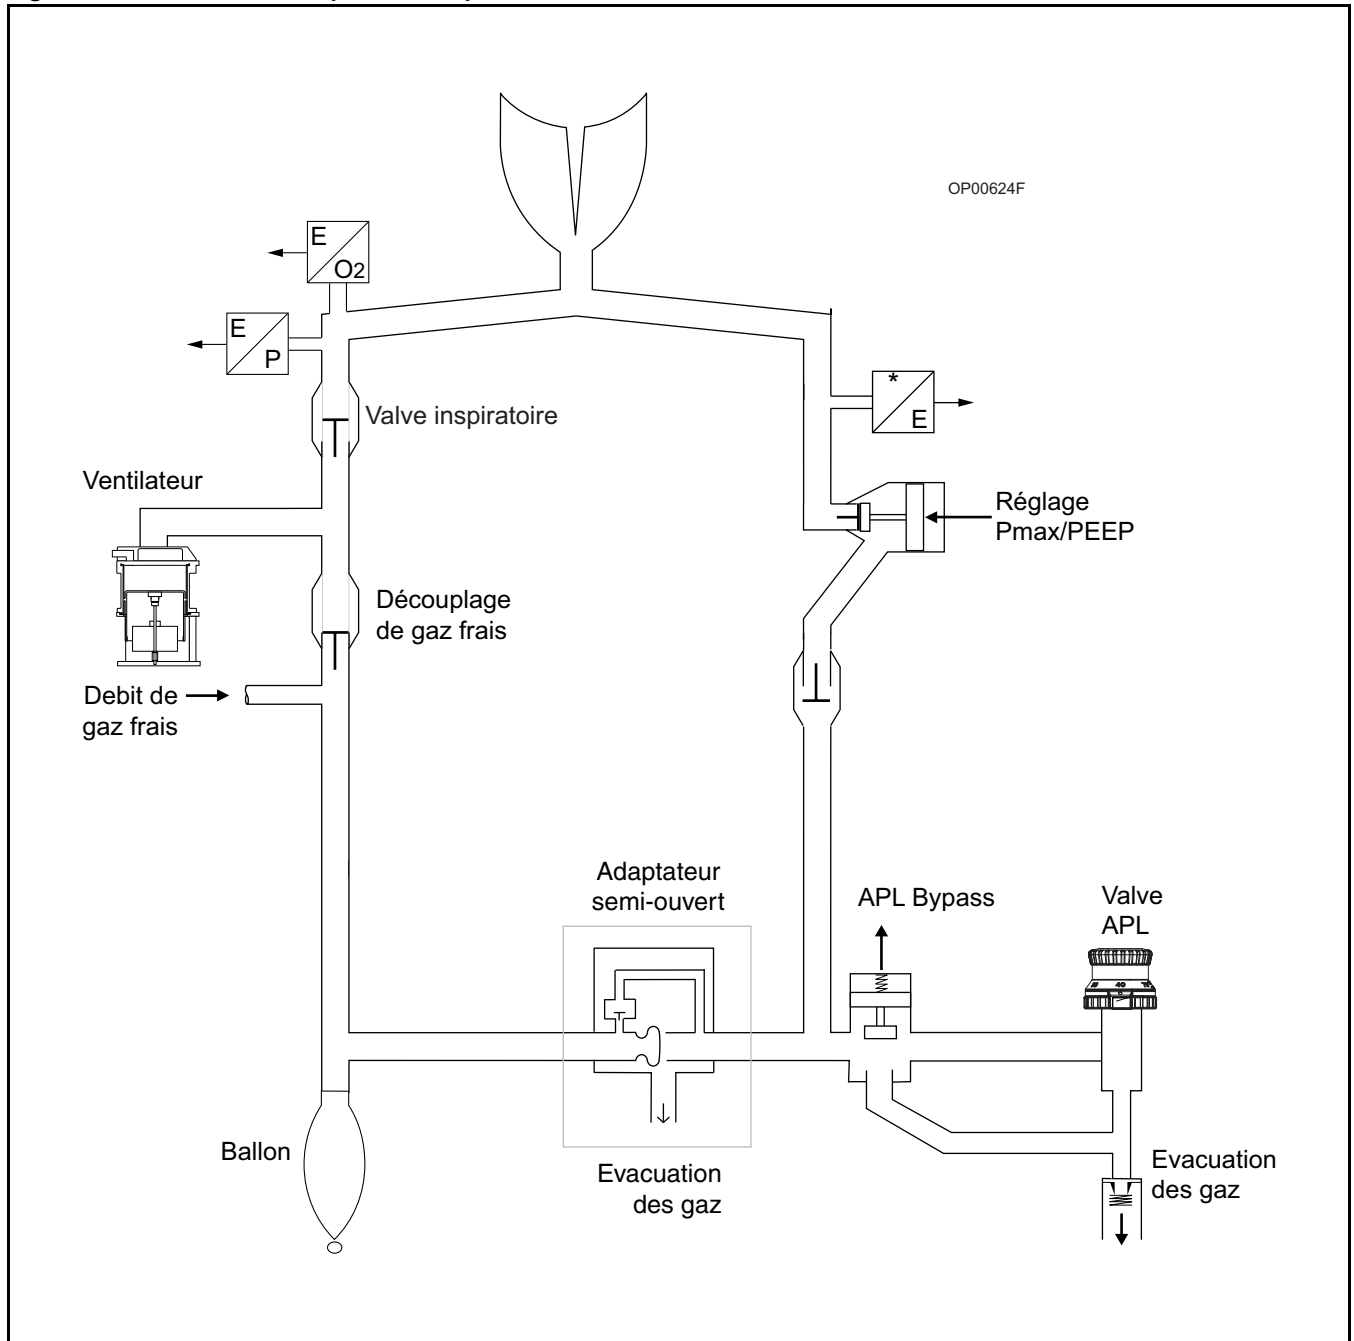 OP00624F
E
O2
E
P
*
E
Valve inspiratoire
Ventilateur
Réglage
Pmax/PEEP
Découplage
de gaz frais
Debit de
gaz frais
Adaptateur
semi-ouvert
APL Bypass
Valve
APL
40
Ballon
Evacuation
des gaz
Evacuation
des gaz